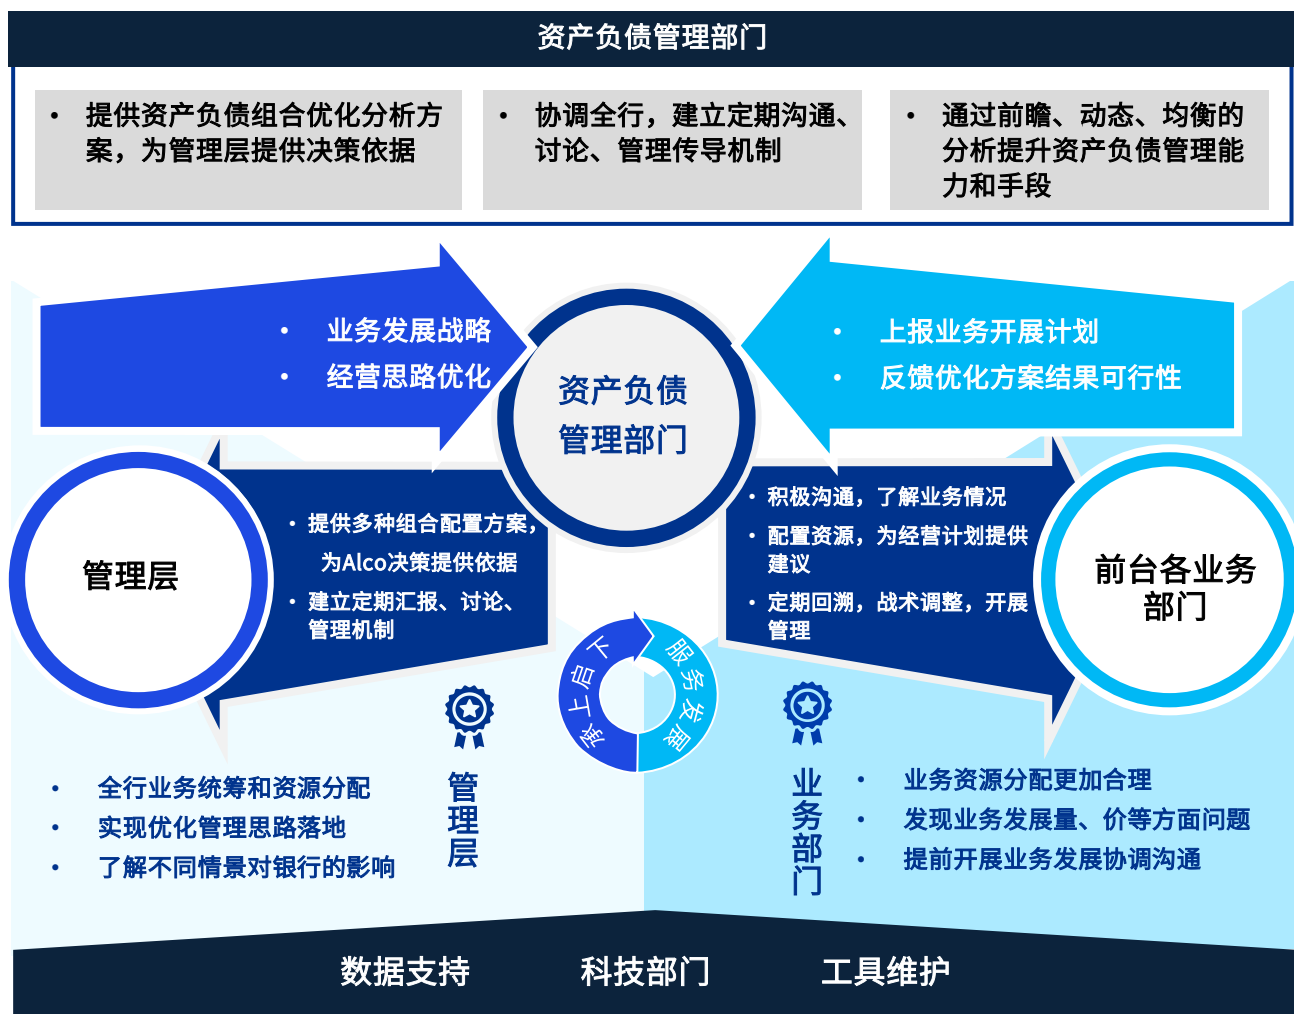 资产负债管理部门
• 提供资产负债组合优化分析方
案，为管理层提供决策依据
• 协调全行，建立定期沟通、
讨论、管理传导机制
• 通过前瞻、动态、均衡的
分析提升资产负债管理能
力和手段
• 业务发展战略
• 经营思路优化
• 上报业务开展计划
• 反馈优化方案结果可行性
资产负债
管理部门
管理层
• 提供多种组合配置方案，
为Alco决策提供依据
• 建立定期汇报、讨论、
管理机制
• 积极沟通，了解业务情况
• 配置资源，为经营计划提供
建议
• 定期回溯，战术调整，开展
管理
前台各业务
部门
承上启下
服务发展
• 全行业务统筹和资源分配
• 实现优化管理思路落地
• 了解不同情景对银行的影响
管理层
业务部门
• 业务资源分配更加合理
• 发现业务发展量、价等方面问题
• 提前开展业务发展协调沟通
数据支持 科技部门 工具维护